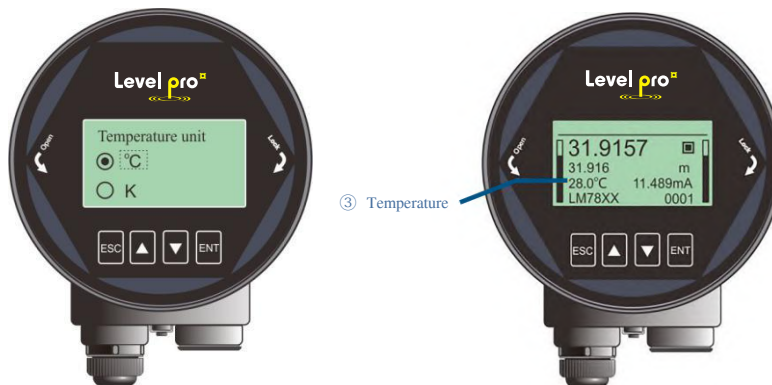 Level pro¤
Open
Lock
Temperature unit
°C
K
ESC ENT
③ Temperature
Level pro¤
Open
Lock
31.9157
31.916 m
28.0°C 11.489mA
LM78XX 0001
ESC ENT